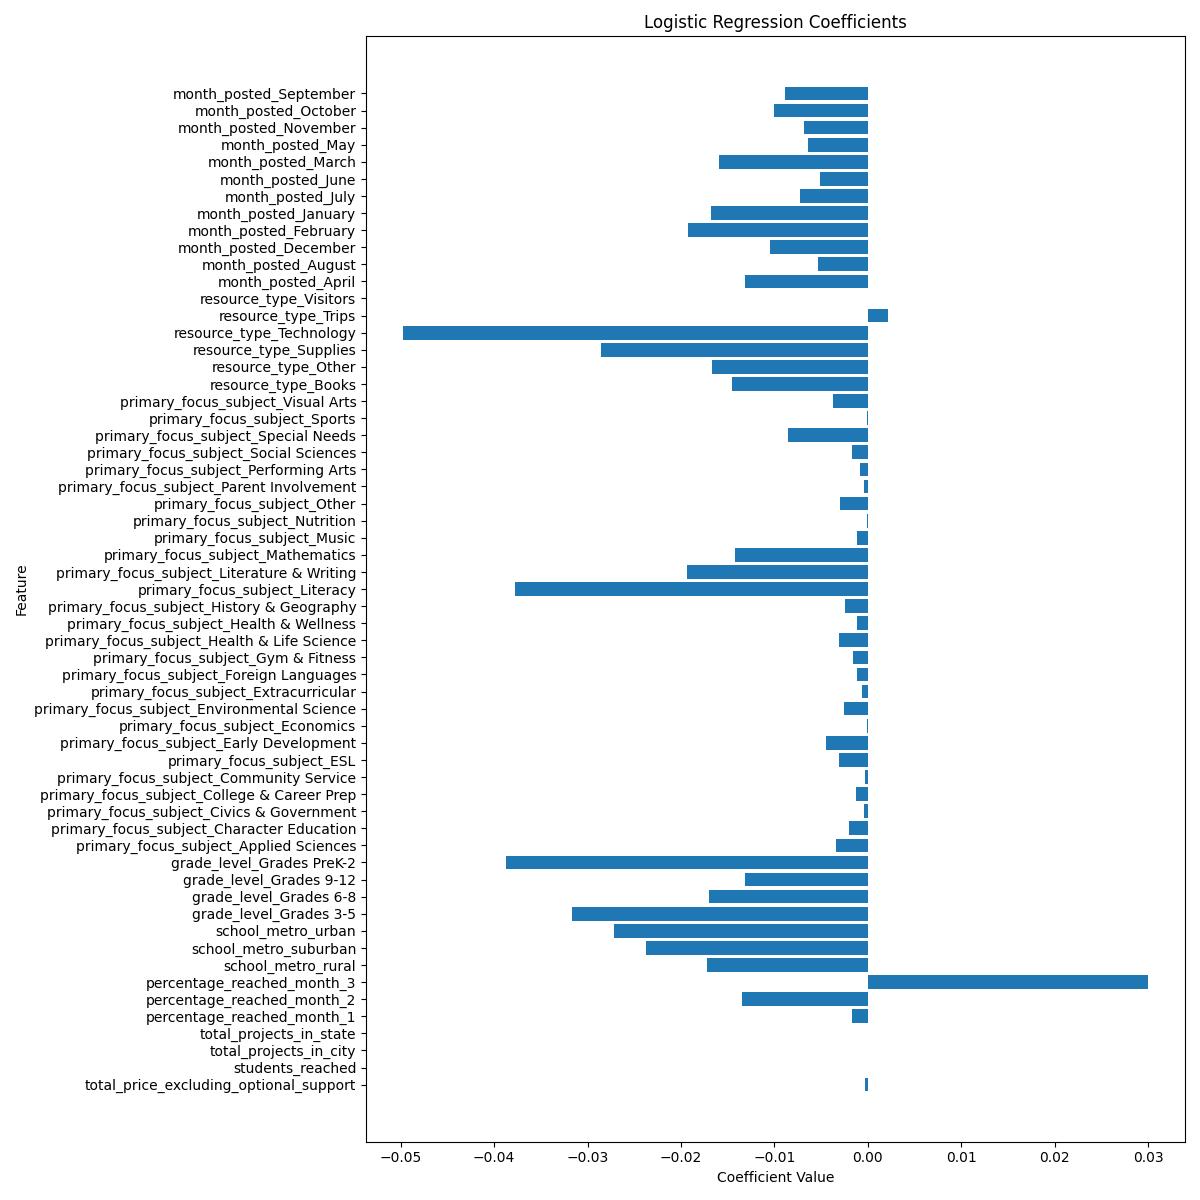 Logistic Regression Coefficients
month_posted_September
month_posted_October
month_posted_November
month_posted_May
month_posted_March
month_posted_June
month_posted_July
month_posted_January
month_posted_February
month_posted_December
month_posted_August
month_posted_April
resource_type_Visitors
resource_type_Trips
resource_type_Technology
resource_type_Supplies
resource_type_Other
resource_type_Books
primary_focus_subject_Visual Arts
primary_focus_subject_Sports
primary_focus_subject_Special Needs
primary_focus_subject_Social Sciences
primary_focus_subject_Performing Arts
primary_focus_subject_Parent Involvement
primary_focus_subject_Other
primary_focus_subject_Nutrition
primary_focus_subject_Music
primary_focus_subject_Mathematics
primary_focus_subject_Literature & Writing
primary_focus_subject_Literacy
primary_focus_subject_History & Geography
primary_focus_subject_Health & Wellness
primary_focus_subject_Health & Life Science
primary_focus_subject_Gym & Fitness
primary_focus_subject_Foreign Languages
primary_focus_subject_Extracurricular
primary_focus_subject_Environmental Science
primary_focus_subject_Economics
primary_focus_subject_Early Development
primary_focus_subject_ESL
primary_focus_subject_Community Service
primary_focus_subject_College & Career Prep
primary_focus_subject_Civics & Government
primary_focus_subject_Character Education
primary_focus_subject_Applied Sciences
grade_level_Grades PreK-2
grade_level_Grades 9-12
grade_level_Grades 6-8
grade_level_Grades 3-5
school_metro_urban
school_metro_suburban
school_metro_rural
percentage_reached_month_3
percentage_reached_month_2
percentage_reached_month_1
total_projects_in_state
total_projects_in_city
students_reached
total_price_excluding_optional_support
Feature
−0.05 −0.04 −0.03 −0.02 −0.01 0.00 0.01 0.02 0.03
Coefficient Value